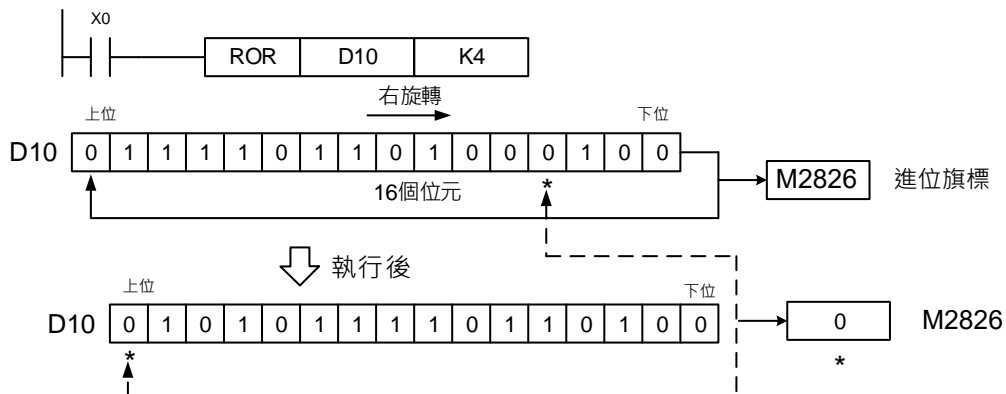 X0
ROR D10 K4
右旋轉
上位 下位
D10 0 1 1 1 1 0 1 1 0 1 0 0 0 1 0 0 M2826 進位旗標
16個位元 *
執行後
上位 下位
D10 0 1 0 1 0 1 1 1 1 0 1 1 0 1 0 0 0 M2826
* *